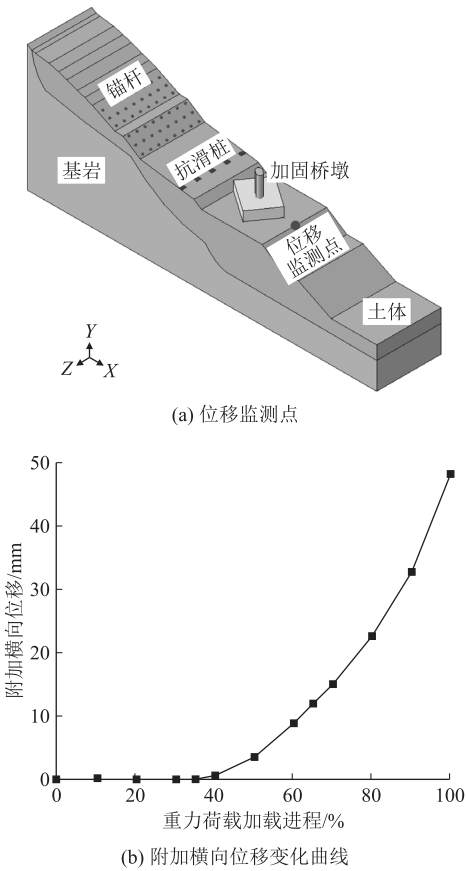 锚杆
基岩
抗滑桩
加固桥墩
位移
监测点
土体
Y
Z
X
(a) 位移监测点
50
40
30
20
10
0
附加横向位移/mm
0 20 40 60 80 100
重力荷载加载进程/%
(b) 附加横向位移变化曲线